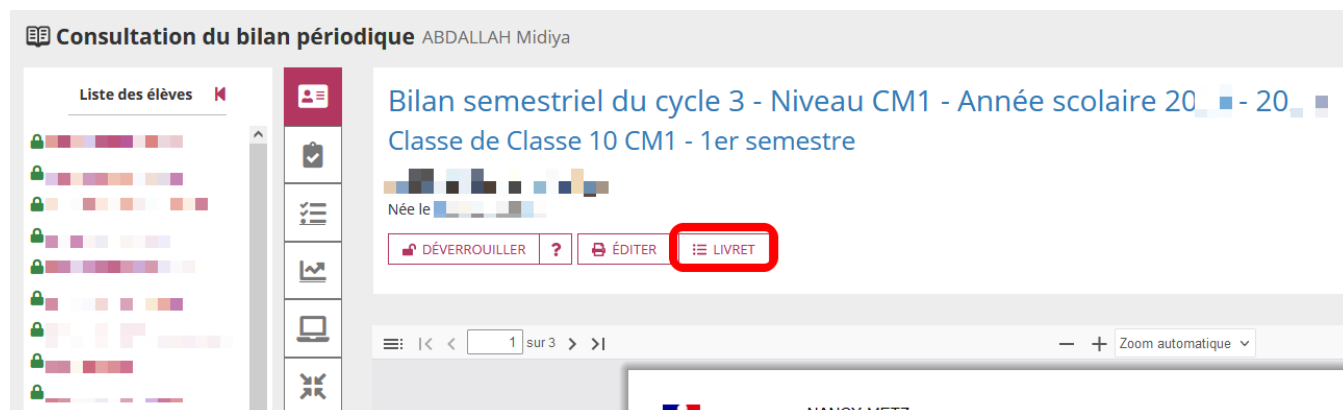 Consultation du bilan périodique ABDALLAH Midiya
Liste des élèves
Bilan semestriel du cycle 3 - Niveau CM1 - Année scolaire 20 - 20
Classe de Classe 10 CM1 - 1er semestre
Née le
DÉVERROUILLER ? ÉDITER LIVRET
1 sur 3 Zoom automatique
NANCY-METZ